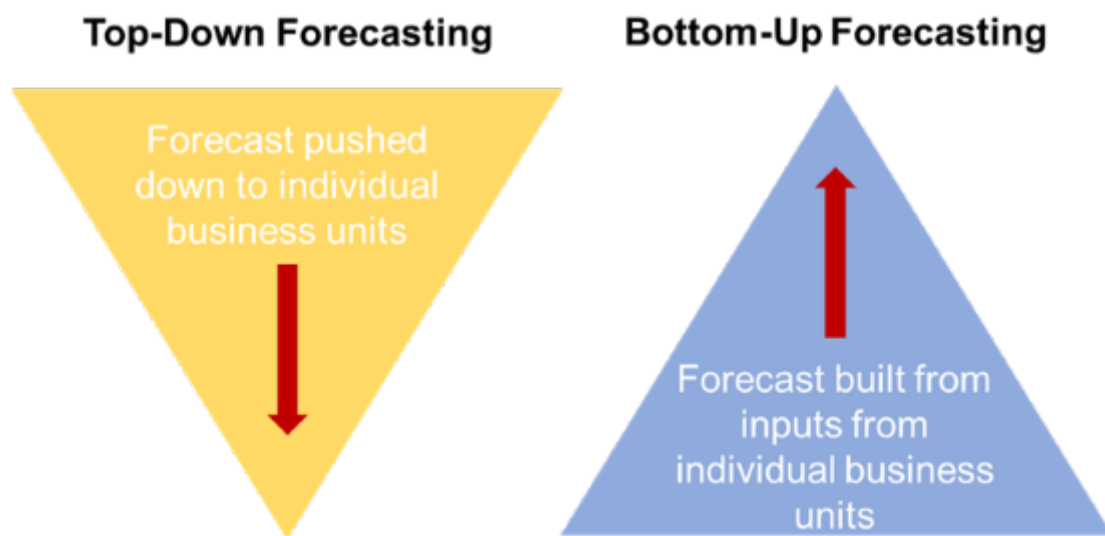 Top-Down Forecasting
Bottom-Up Forecasting
Forecast pushed
down to individual
business units
Forecast built from
inputs from
individual business
units